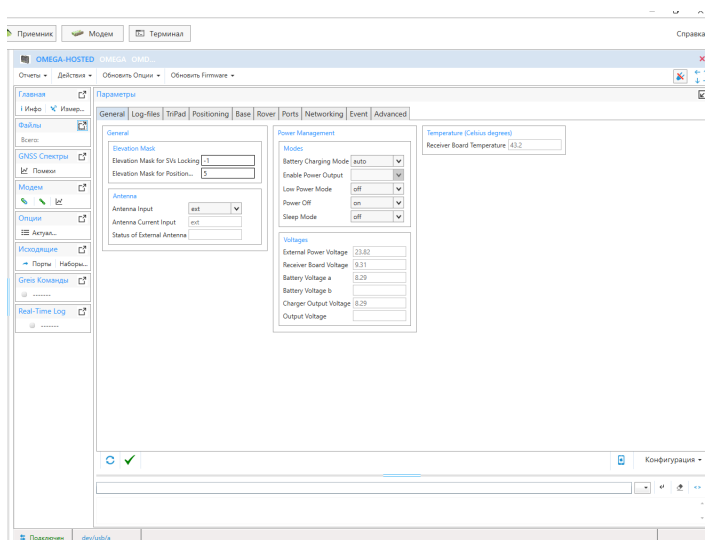 Приемник Модем Терминал Справка
OMEGA-HOSTED OMEGA OMD...
Отчеты Действия Обновить Опции Обновить Firmware
Главная
Инфо Измер...
Файлы
Всего:
GNSS Спектры
Помехи
Модем
Опции
Актуал...
Исходящие
Порты Наборы...
Greis Команды
-------
Real-Time Log
-------
Параметры
General Log-files TriPad Positioning Base Rover Ports Networking Event Advanced
General
Elevation Mask
Elevation Mask for SVs Locking -1
Elevation Mask for Position... 5
Antenna
Antenna Input ext
Antenna Current Input ext
Status of External Antenna
Power Management
Modes
Battery Charging Mode auto
Enable Power Output
Low Power Mode off
Power Off on
Sleep Mode off
Voltages
External Power Voltage 23.82
Receiver Board Voltage 9.31
Battery Voltage a 8.29
Battery Voltage b
Charger Output Voltage 8.29
Output Voltage
Temperature (Celsius degrees)
Receiver Board Temperature 43.2
Конфигурация
Подключен dev/usb/a